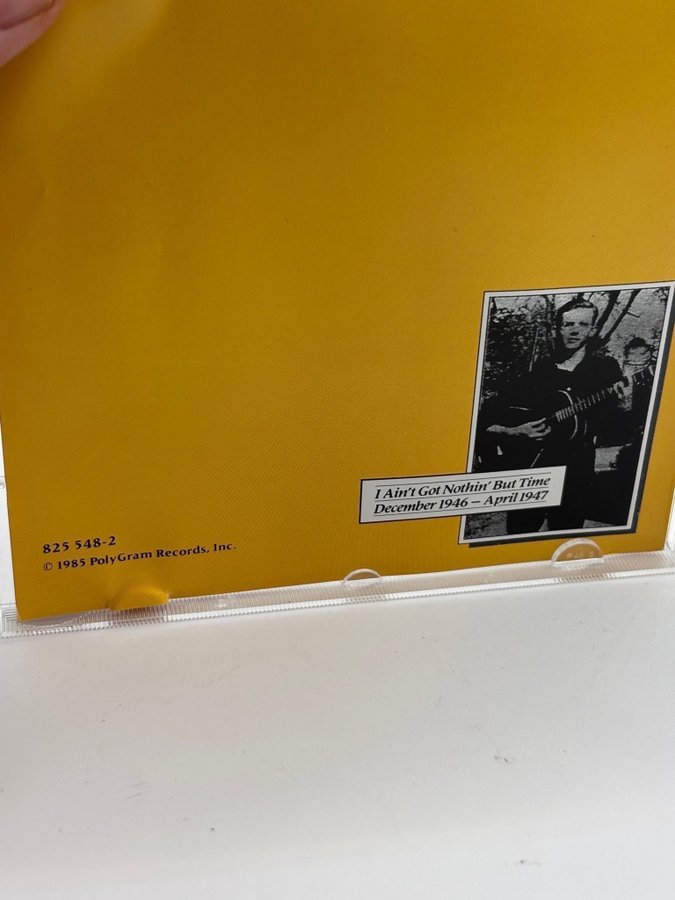 I Ain't Got Nothin' But Time
December 1946 – April 1947
825 548-2
© 1985 PolyGram Records, Inc.